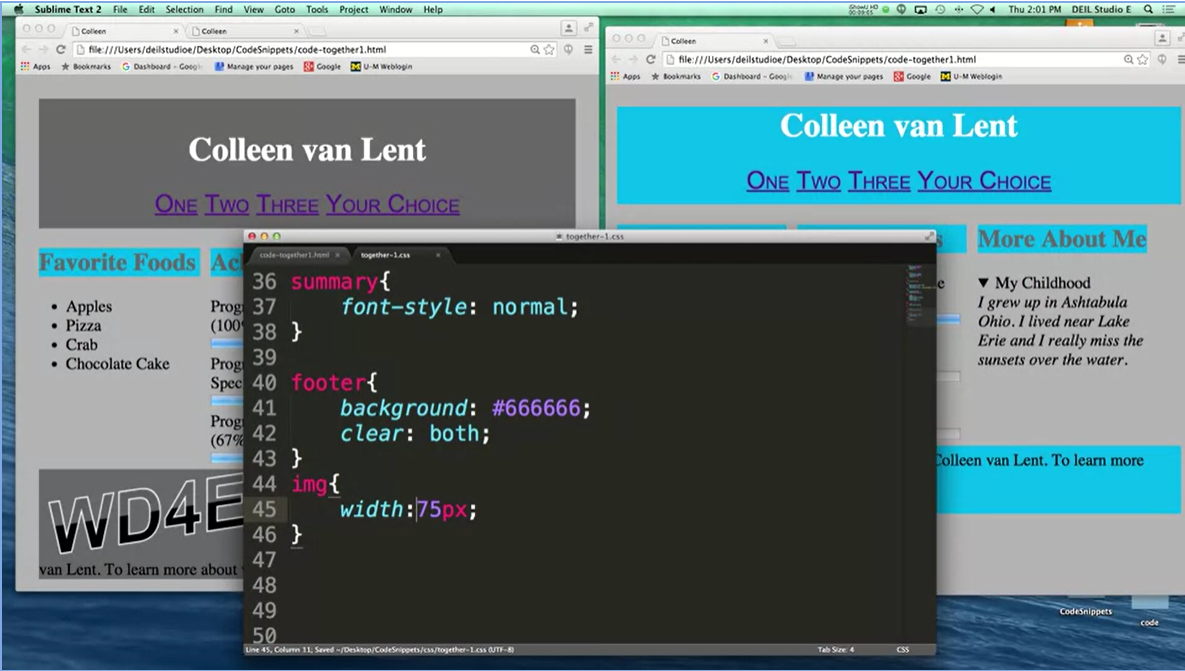 Sublime Text 2 File Edit Selection Find View Goto Tools Project Window Help
Thu 2:01 PM DEIL Studio E
Colleen
Colleen
file:///Users/deilstudioe/Desktop/CodeSnippets/code-together1.html
Apps Bookmarks Dashboard - Googl Manage your pages Google U-M Weblogin
Colleen van Lent
One Two Three Your Choice
Favorite Foods
Apples
Pizza
Crab
Chocolate Cake
Ac
Prog
(100%
Prog
Spec
Prog
(67%
WD4E
van Lent. To learn more about
Colleen
file:///Users/deilstudioe/Desktop/CodeSnippets/code-together1.html
Apps Bookmarks Dashboard - Googl Manage your pages Google U-M Weblogin
Colleen van Lent
One Two Three Your Choice
s
More About Me
e
▼ My Childhood
I grew up in Ashtabula
Ohio. I lived near Lake
Erie and I really miss the
sunsets over the water.
Colleen van Lent. To learn more
together-1.css
code-together1.html
together-1.css
36 summary{
37 font-style: normal;
38 }
39
40 footer{
41 background: #666666;
42 clear: both;
43 }
44 img{
45 width:75px;
46 }
47
48
49
50
Line 45, Column 11; Saved ~/Desktop/CodeSnippets/css/together-1.css (UTF-8) Tab Size: 4 CSS
CodeSnippets
code